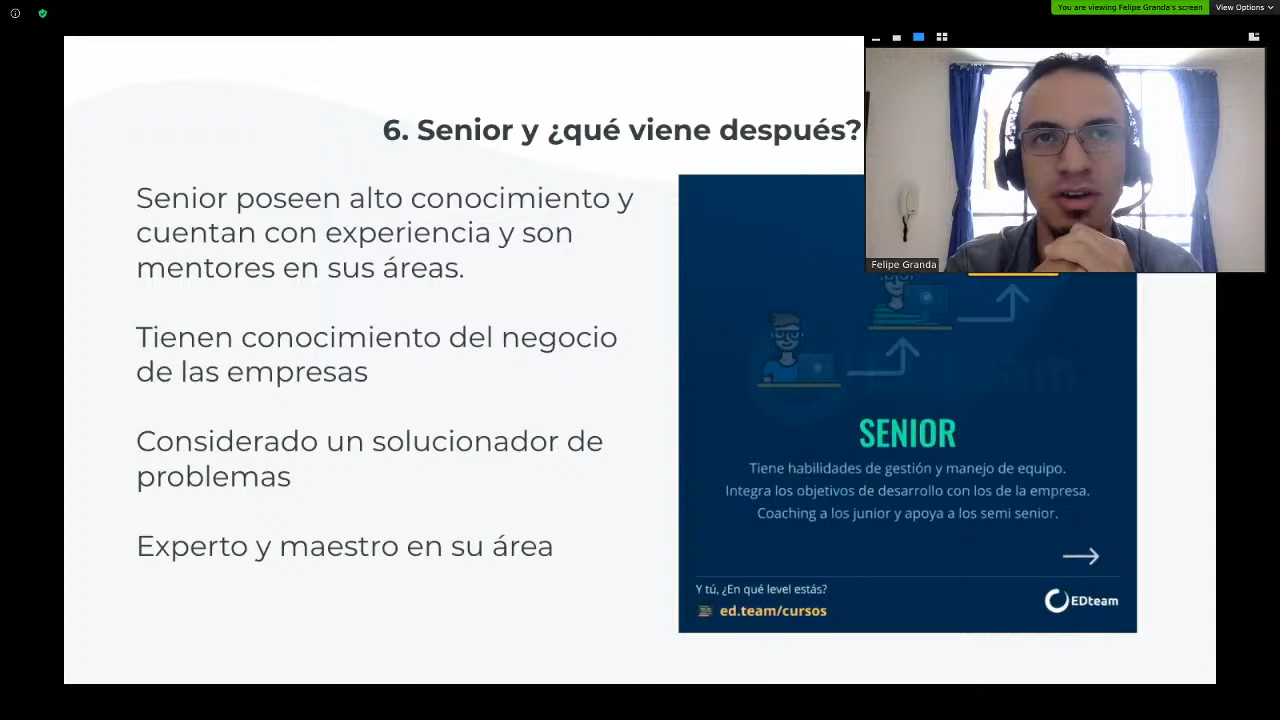 You are viewing Felipe Granda's screen
View Options
6. Senior y ¿qué viene después?
Senior poseen alto conocimiento y
cuentan con experiencia y son
mentores en sus áreas.
Tienen conocimiento del negocio
de las empresas
Considerado un solucionador de
problemas
Experto y maestro en su área
Felipe Granda
SENIOR
Tiene habilidades de gestión y manejo de equipo.
Integra los objetivos de desarrollo con los de la empresa.
Coaching a los junior y apoya a los semi senior.
Y tú, ¿En qué level estás?
ed.team/cursos
EDteam